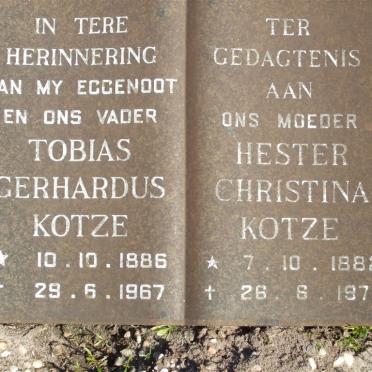 IN TERE
HERINNERING
AN MY EGGENOOT
EN ONS VADER
TOBIAS
GERHARDUS
KOTZE
★ 10.10.1886
† 29.6.1967
TER
GEDAGTENIS
AAN
ONS MOEDER
HESTER
CHRISTINA
KOTZE
★ 7.10.188
† 26.6.197